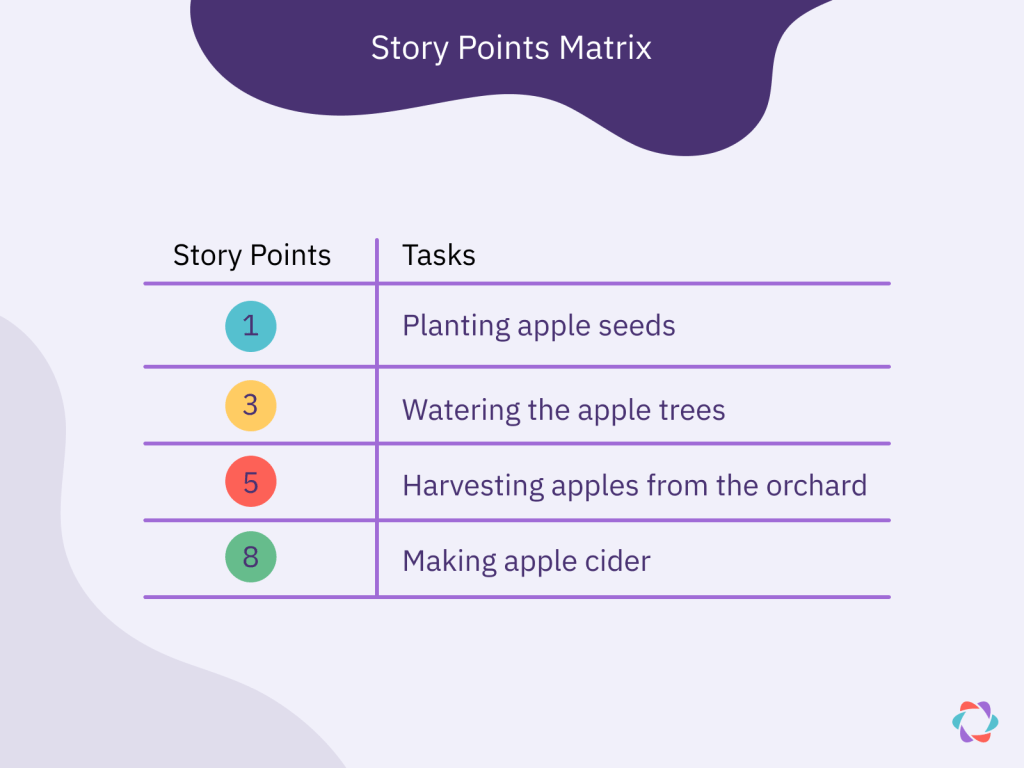 Story Points Matrix
Story Points Tasks
1 Planting apple seeds
3 Watering the apple trees
5 Harvesting apples from the orchard
8 Making apple cider